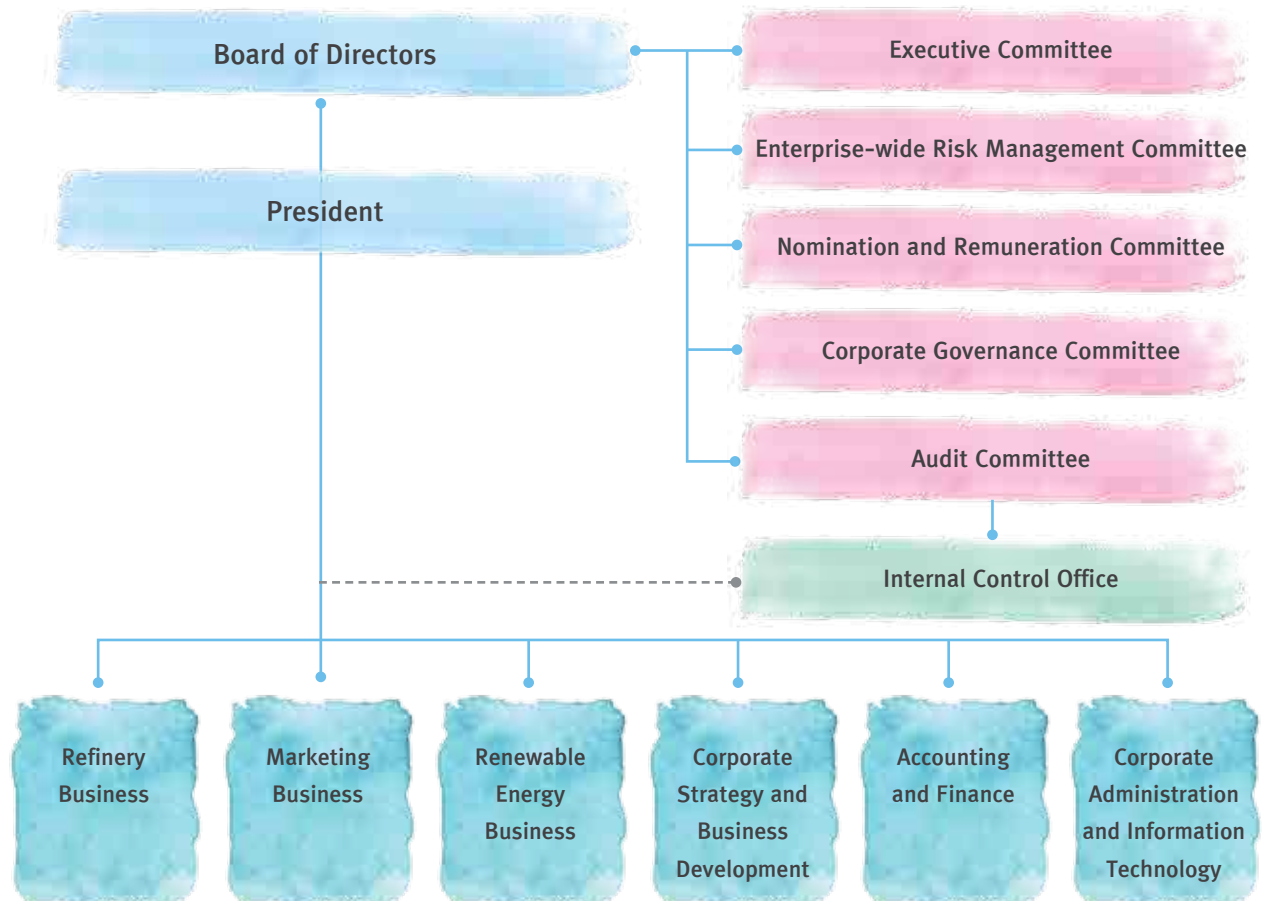 Board of Directors
Executive Committee
Enterprise-wide Risk Management Committee
President
Nomination and Remuneration Committee
Corporate Governance Committee
Audit Committee
Internal Control Office
Refinery
Business
Marketing
Business
Renewable
Energy
Business
Corporate
Strategy and
Business
Development
Accounting
and Finance
Corporate
Administration
and Information
Technology